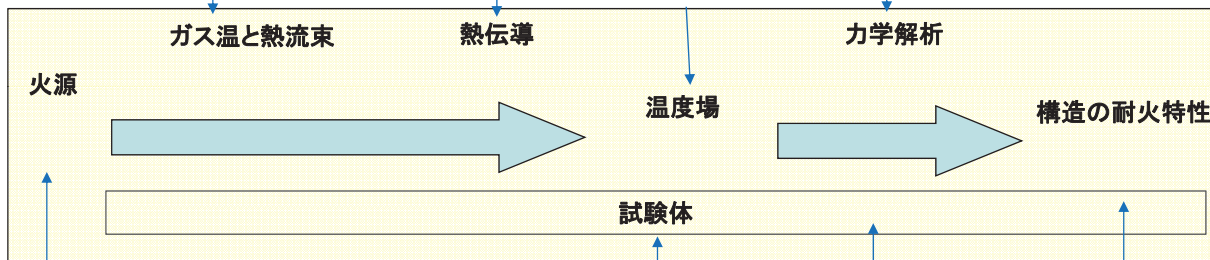 ガス温と熱流束
熱伝導
力学解析
火源
温度場
構造の耐火特性
試験体